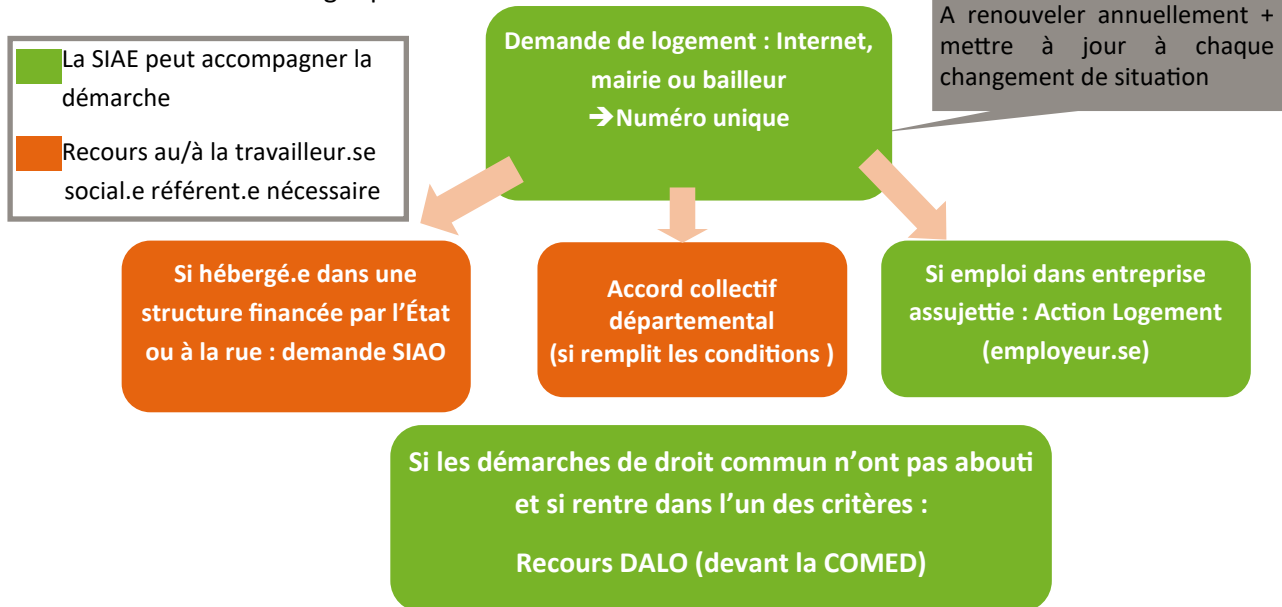 La SIAE peut accompagner la
démarche
Recours au/à la travailleur.se
social.e référent.e nécessaire
Demande de logement : Internet,
mairie ou bailleur
➔Numéro unique
A renouveler annuellement +
mettre à jour à chaque
changement de situation
Si hébergé.e dans une
structure financée par l’État
ou à la rue : demande SIAO
Accord collectif
départemental
(si remplit les conditions )
Si emploi dans entreprise
assujettie : Action Logement
(employeur.se)
Si les démarches de droit commun n’ont pas abouti
et si rentre dans l’un des critères :
Recours DALO (devant la COMED)